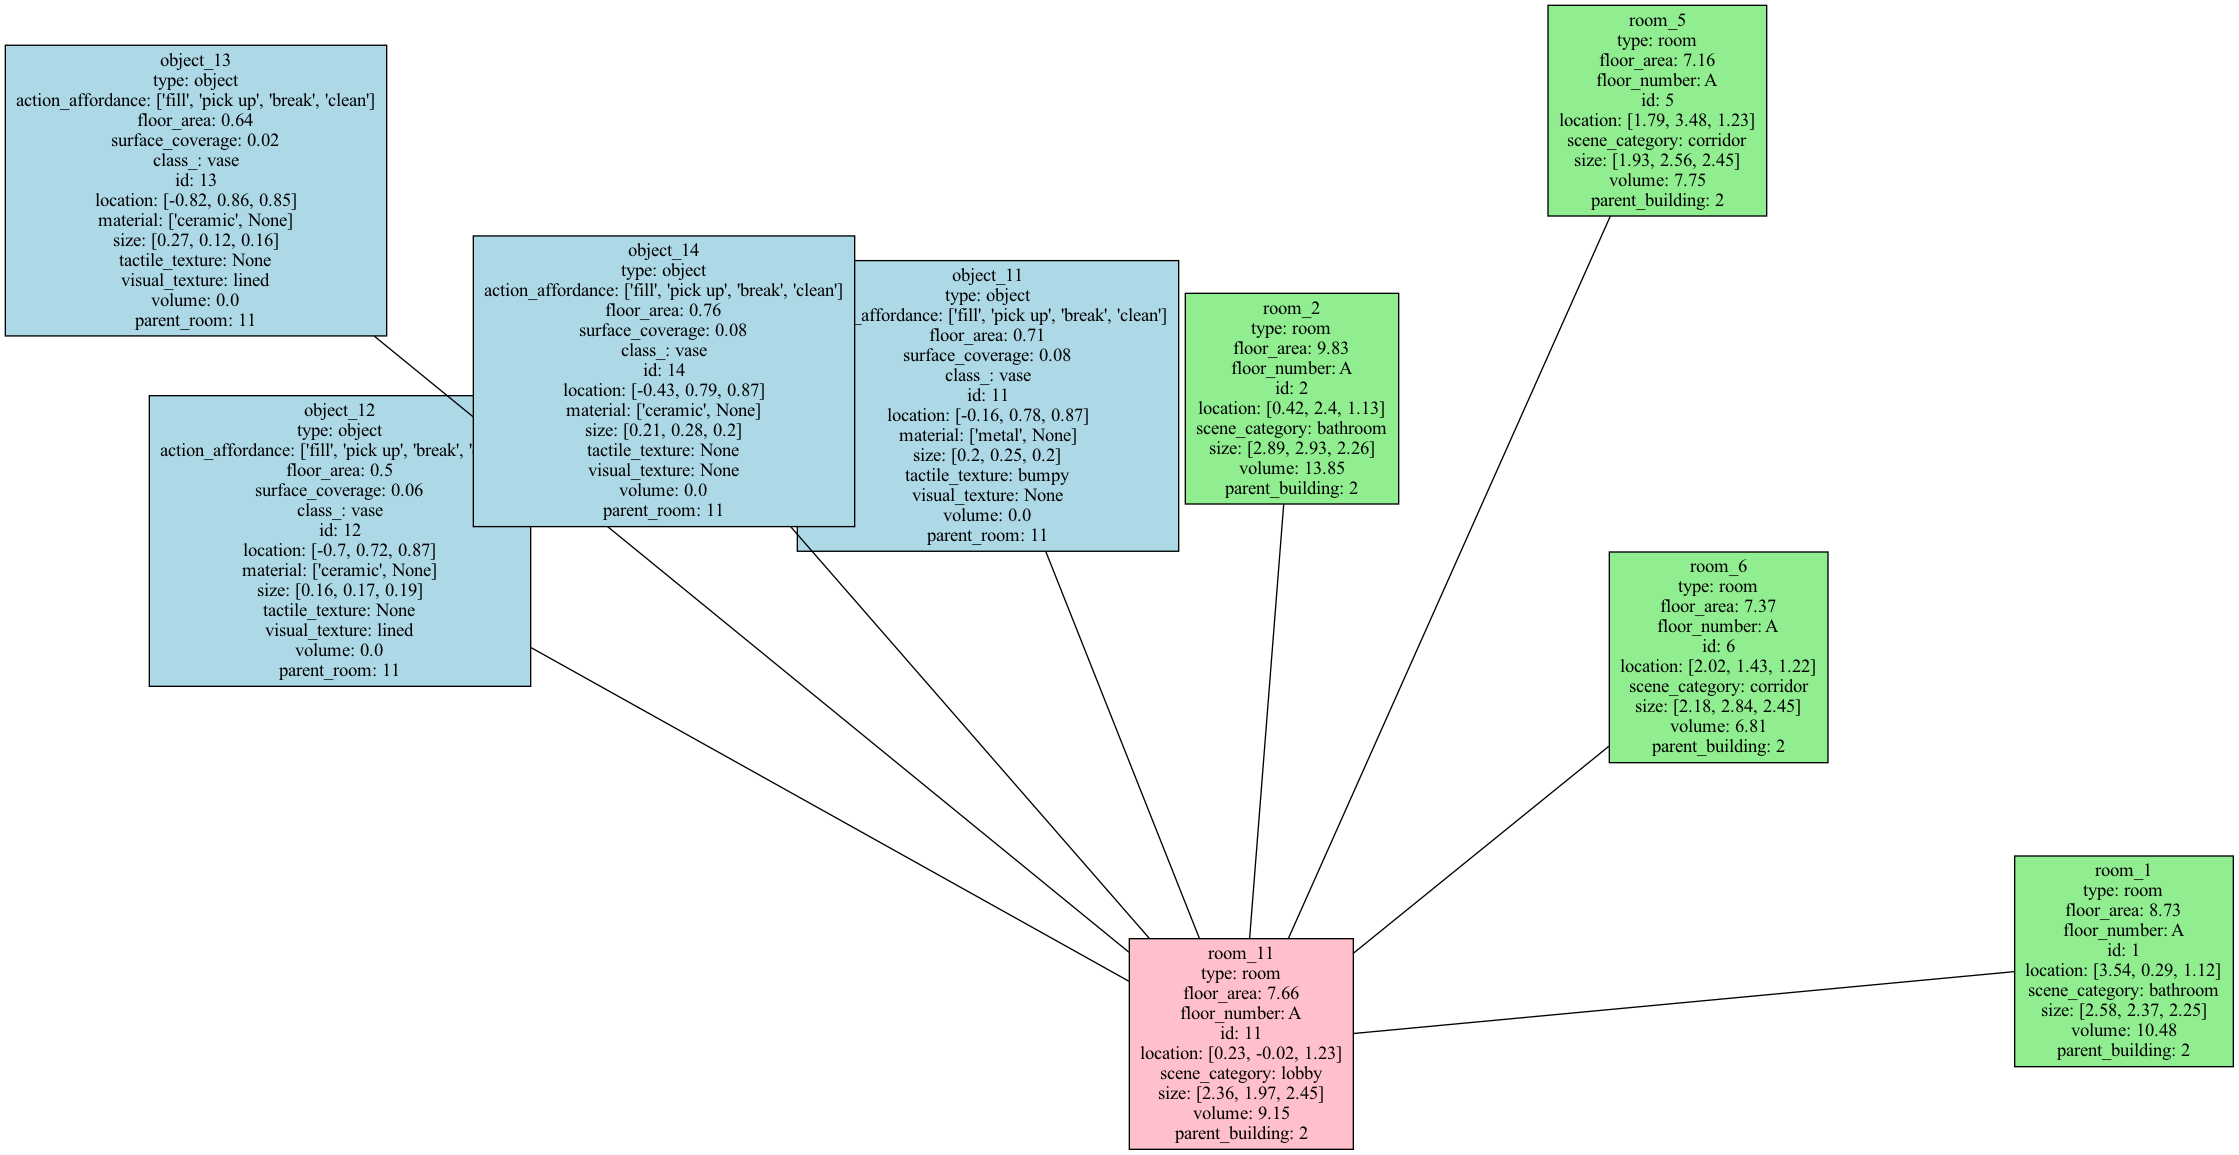 object_13
type: object
action_affordance: ['fill', 'pick up', 'break', 'clean']
floor_area: 0.64
surface_coverage: 0.02
class_: vase
id: 13
location: [-0.82, 0.86, 0.85]
material: ['ceramic', None]
size: [0.27, 0.12, 0.16]
tactile_texture: None
visual_texture: lined
volume: 0.0
parent_room: 11
object_12
type: object
action_affordance: ['fill', 'pick up', 'break', '
floor_area: 0.5
surface_coverage: 0.06
class_: vase
id: 12
location: [-0.7, 0.72, 0.87]
material: ['ceramic', None]
size: [0.16, 0.17, 0.19]
tactile_texture: None
visual_texture: lined
volume: 0.0
parent_room: 11
object_14
type: object
action_affordance: ['fill', 'pick up', 'break', 'clean']
floor_area: 0.76
surface_coverage: 0.08
class_: vase
id: 14
location: [-0.43, 0.79, 0.87]
material: ['ceramic', None]
size: [0.21, 0.28, 0.2]
tactile_texture: None
visual_texture: None
volume: 0.0
parent_room: 11
object_11
type: object
_affordance: ['fill', 'pick up', 'break', 'clean']
floor_area: 0.71
surface_coverage: 0.08
class_: vase
id: 11
location: [-0.16, 0.78, 0.87]
material: ['metal', None]
size: [0.2, 0.25, 0.2]
tactile_texture: bumpy
visual_texture: None
volume: 0.0
parent_room: 11
room_2
type: room
floor_area: 9.83
floor_number: A
id: 2
location: [0.42, 2.4, 1.13]
scene_category: bathroom
size: [2.89, 2.93, 2.26]
volume: 13.85
parent_building: 2
room_5
type: room
floor_area: 7.16
floor_number: A
id: 5
location: [1.79, 3.48, 1.23]
scene_category: corridor
size: [1.93, 2.56, 2.45]
volume: 7.75
parent_building: 2
room_6
type: room
floor_area: 7.37
floor_number: A
id: 6
location: [2.02, 1.43, 1.22]
scene_category: corridor
size: [2.18, 2.84, 2.45]
volume: 6.81
parent_building: 2
room_1
type: room
floor_area: 8.73
floor_number: A
id: 1
location: [3.54, 0.29, 1.12]
scene_category: bathroom
size: [2.58, 2.37, 2.25]
volume: 10.48
parent_building: 2
room_11
type: room
floor_area: 7.66
floor_number: A
id: 11
location: [0.23, -0.02, 1.23]
scene_category: lobby
size: [2.36, 1.97, 2.45]
volume: 9.15
parent_building: 2